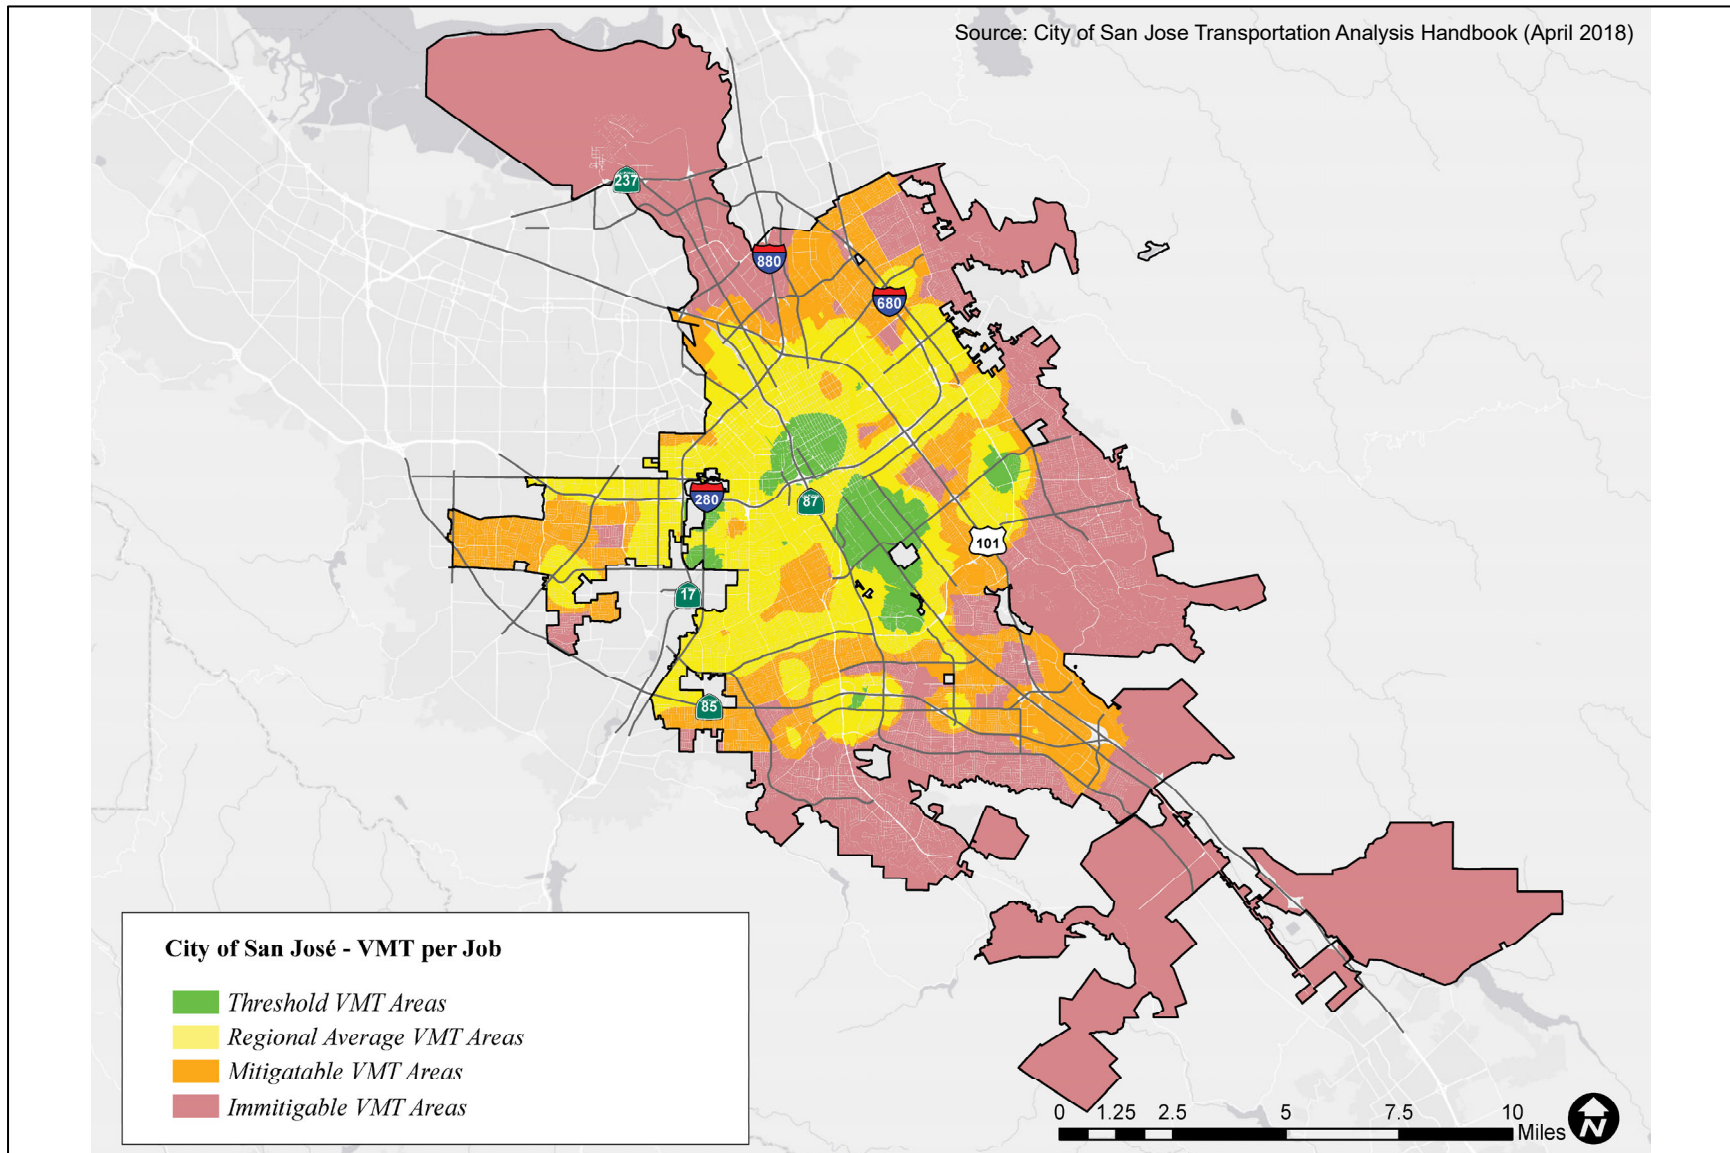 Source: City of San Jose Transportation Analysis Handbook (April 2018)
237
880
680
280
87
101
17
85
City of San José - VMT per Job
Threshold VMT Areas
Regional Average VMT Areas
Mitigatable VMT Areas
Immitigable VMT Areas
0 1.25 2.5 5 7.5 10
Miles
N